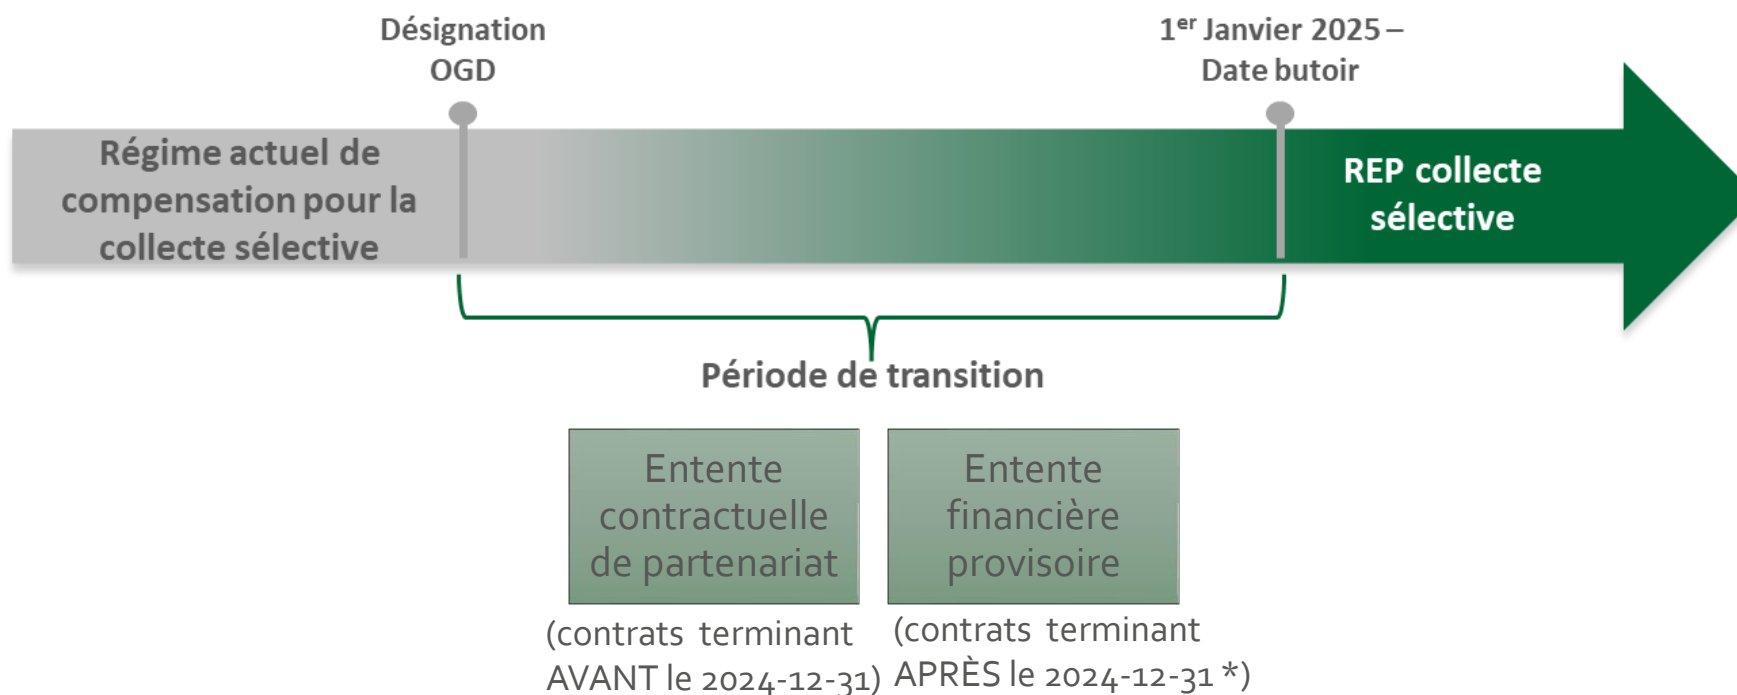 Désignation
OGD
1er Janvier 2025 –
Date butoir
Régime actuel de
compensation pour la
collecte sélective
REP collecte
sélective
Période de transition
Entente
contractuelle
de partenariat
(contrats terminant
AVANT le 2024-12-31)
Entente
financière
provisoire
(contrats terminant
APRÈS le 2024-12-31 *)